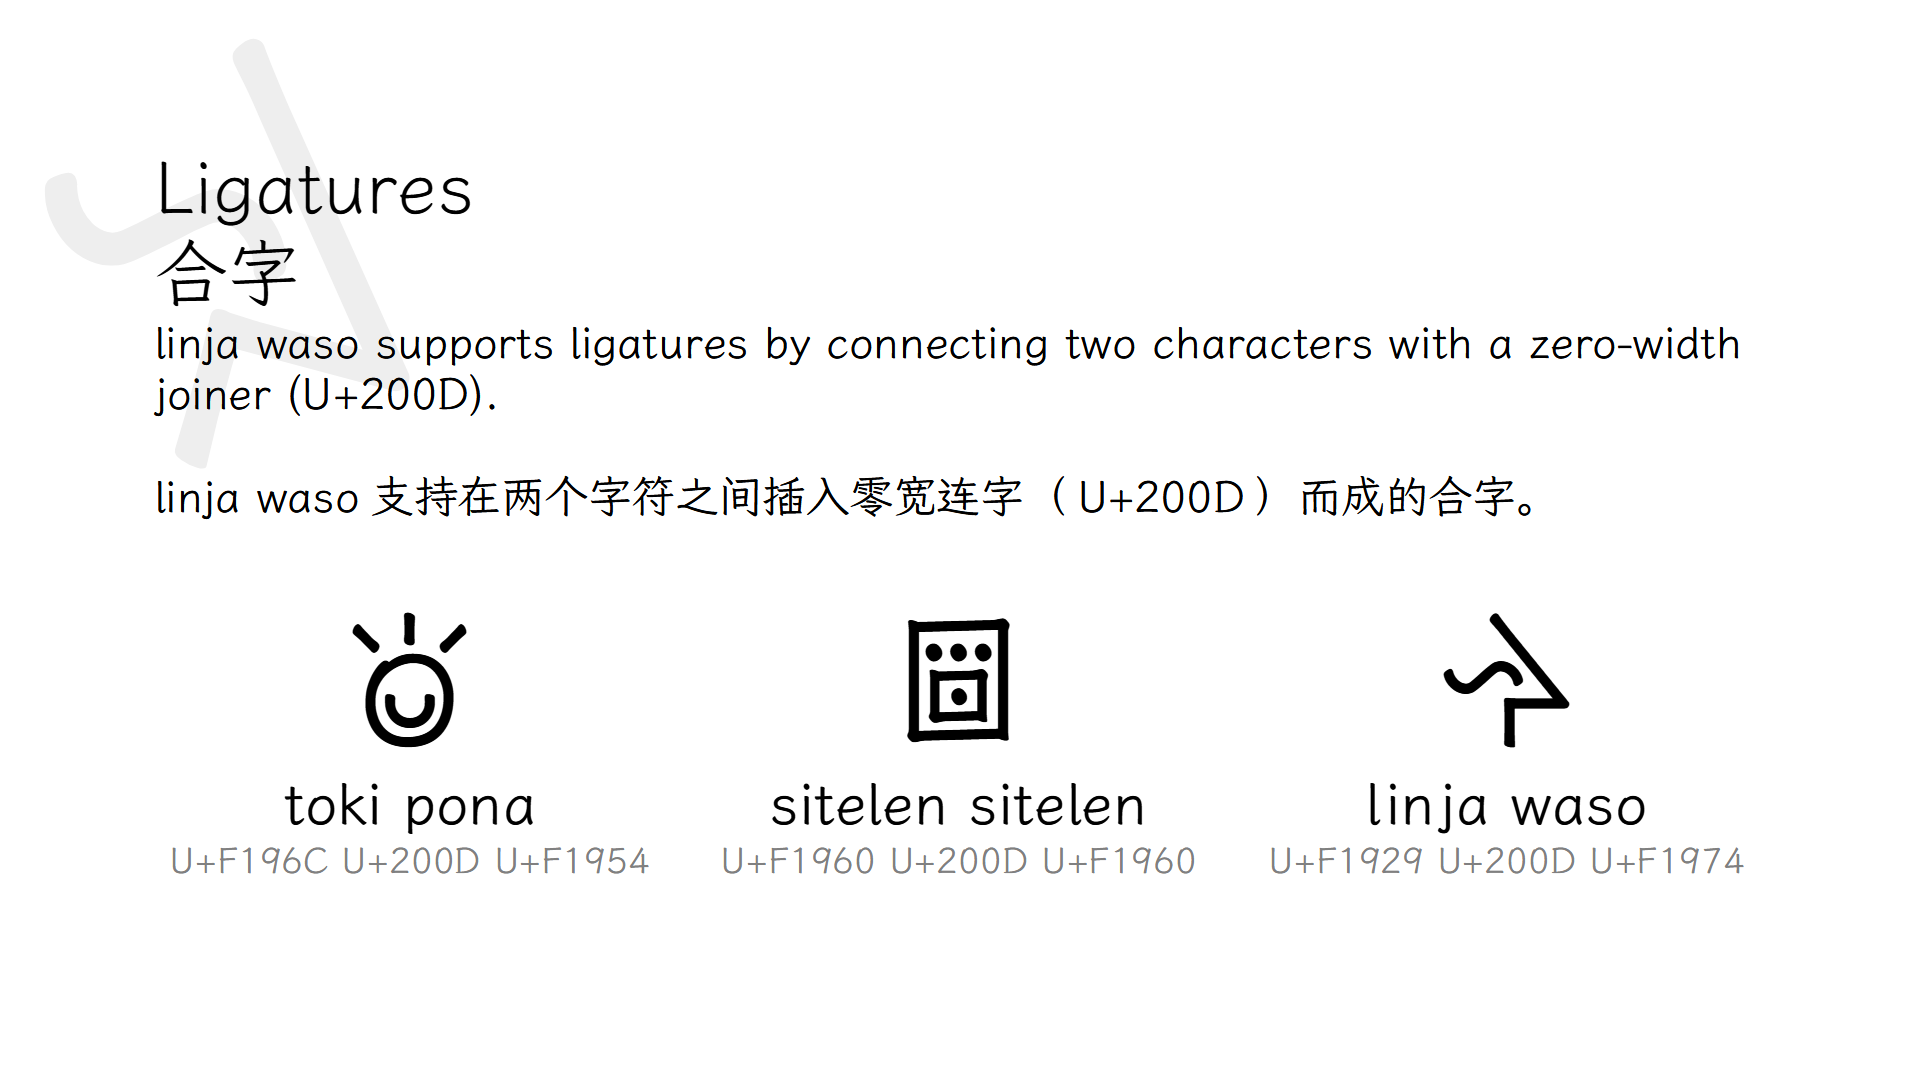 Ligatures
合字
linja waso supports ligatures by connecting two characters with a zero-width
joiner (U+200D).
linja waso 支持在两个字符之间插入零宽连字（U+200D）而成的合字。
toki pona
sitelen sitelen
linja waso
U+F196C U+200D U+F1954
U+F1960 U+200D U+F1960
U+F1929 U+200D U+F1974